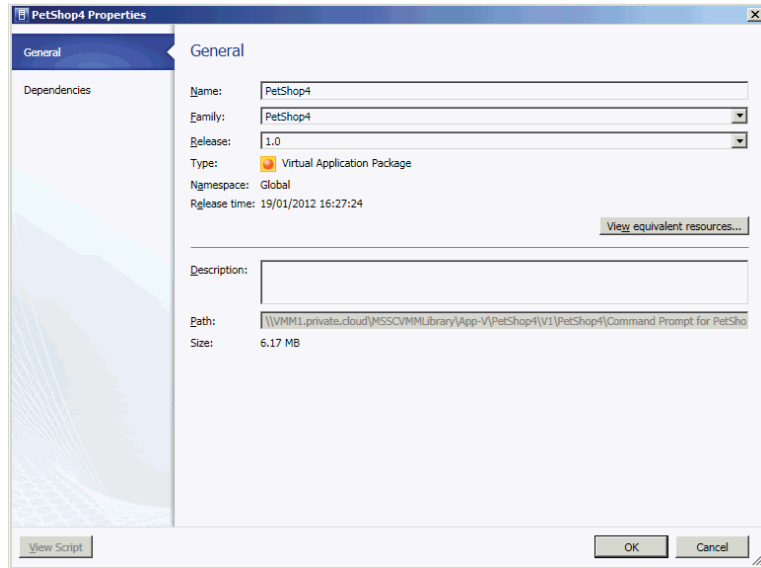 PetShop4 Properties
General
Dependencies
General
Name: PetShop4
Family: PetShop4
Release: 1.0
Type: Virtual Application Package
Namespace: Global
Release time: 19/01/2012 16:27:24
View equivalent resources...
Description:
Path: \\VMM1.private.cloud\MSSCVMMLibrary\App-V\PetShop4\V1\PetShop4\Command Prompt for PetSho
Size: 6.17 MB
View Script
OK
Cancel